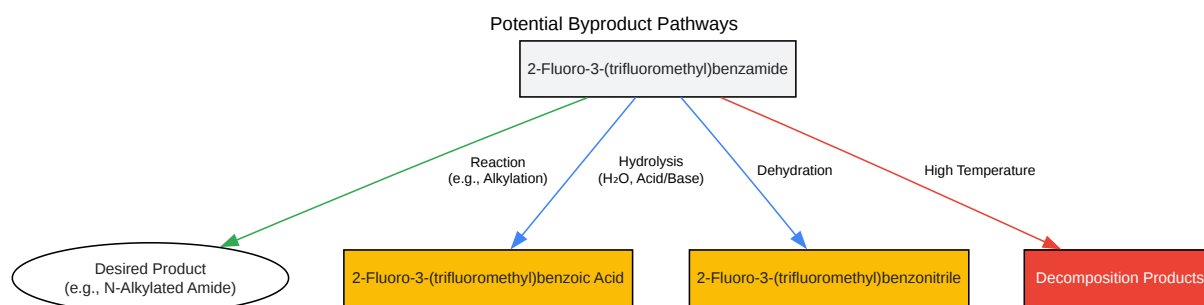 Potential Byproduct Pathways
2-Fluoro-3-(trifluoromethyl)benzamide
Reaction
(e.g., Alkylation)
Hydrolysis
(H₂O, Acid/Base)
Dehydration
High Temperature
Desired Product
(e.g., N-Alkylated Amide)
2-Fluoro-3-(trifluoromethyl)benzoic Acid
2-Fluoro-3-(trifluoromethyl)benzonitrile
Decomposition Products